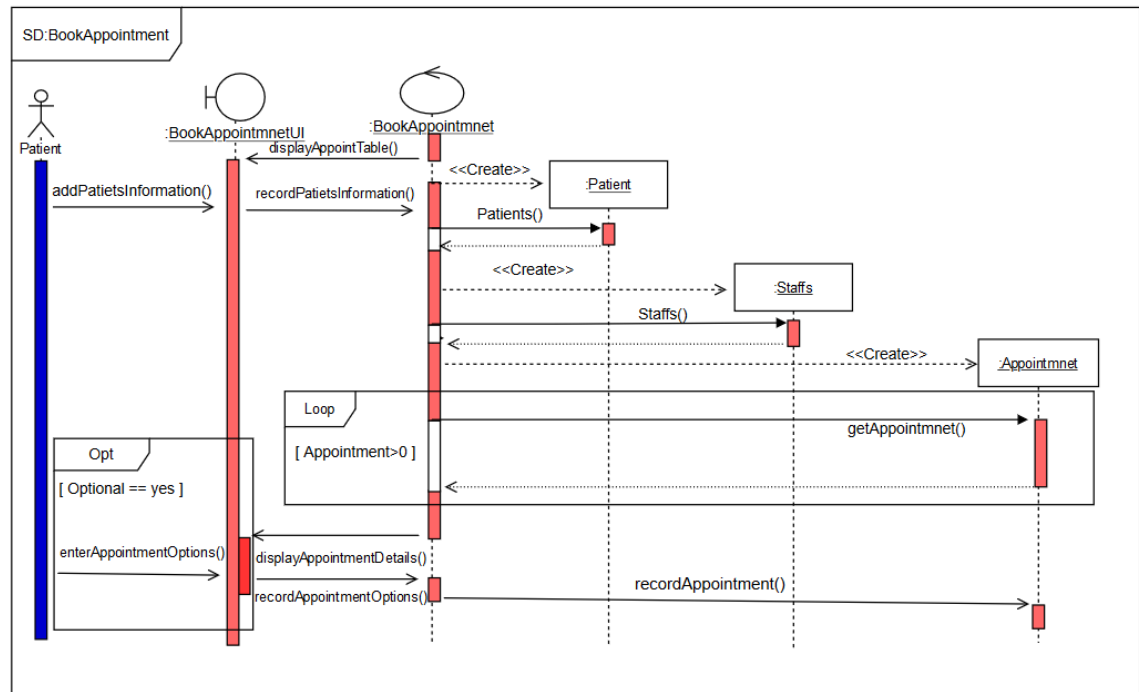 SD:BookAppointment
:BookAppointmnetUI
:BookAppointmnet
Patient
displayAppointTable()
<<Create>>
:Patient
addPatietsInformation()
recordPatietsInformation()
Patients()
<<Create>>
:Staffs
Staffs()
<<Create>>
:Appointmnet
Loop
getAppointmnet()
[ Appointment>0 ]
Opt
[ Optional == yes ]
enterAppointmentOptions()
displayAppointmentDetails()
recordAppointment()
recordAppointmentOptions()